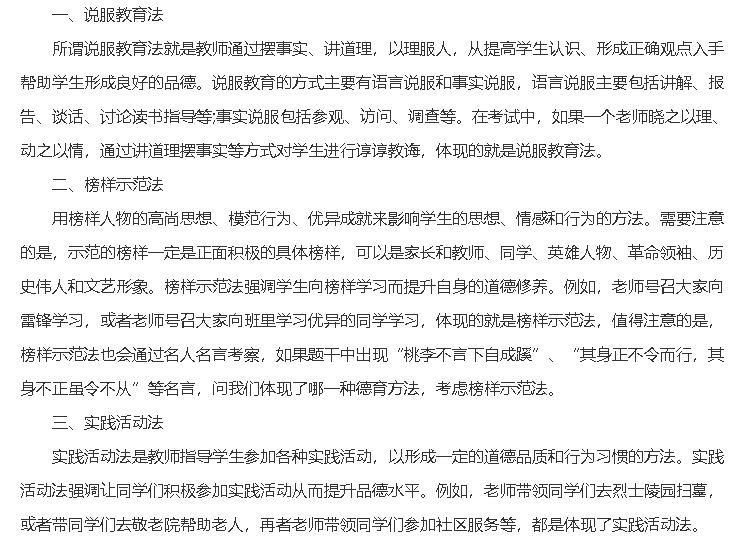 一、说服教育法
所谓说服教育法就是教师通过摆事实、讲道理，以理服人，从提高学生认识、形成正确观点入手
帮助学生形成良好的品德。说服教育的方式主要有语言说服和事实说服，语言说服主要包括讲解、报
告、谈话、讨论读书指导等;事实说服包括参观、访问、调查等。在考试中，如果一个老师晓之以理、
动之以情，通过讲道理摆事实等方式对学生进行谆谆教诲，体现的就是说服教育法。
二、榜样示范法
用榜样人物的高尚思想、模范行为、优异成就来影响学生的思想、情感和行为的方法。需要注意
的是，示范的榜样一定是正面积极的具体榜样，可以是家长和教师、同学、英雄人物、革命领袖、历
史伟人和文艺形象。榜样示范法强调学生向榜样学习而提升自身的道德修养。例如，老师号召大家向
雷锋学习，或者老师号召大家向班里学习优异的同学学习，体现的就是榜样示范法，值得注意的是，
榜样示范法也会通过名人名言考察，如果题干中出现“桃李不言下自成蹊”、“其身正不令而行，其
身不正虽令不从”等名言，问我们体现了哪一种德育方法，考虑榜样示范法。
三、实践活动法
实践活动法是教师指导学生参加各种实践活动，以形成一定的道德品质和行为习惯的方法。实践
活动法强调让同学们积极参加实践活动从而提升品德水平。例如，老师带领同学们去烈士陵园扫墓，
或者带同学们去敬老院帮助老人，再者老师带领同学们参加社区服务等，都是体现了实践活动法。